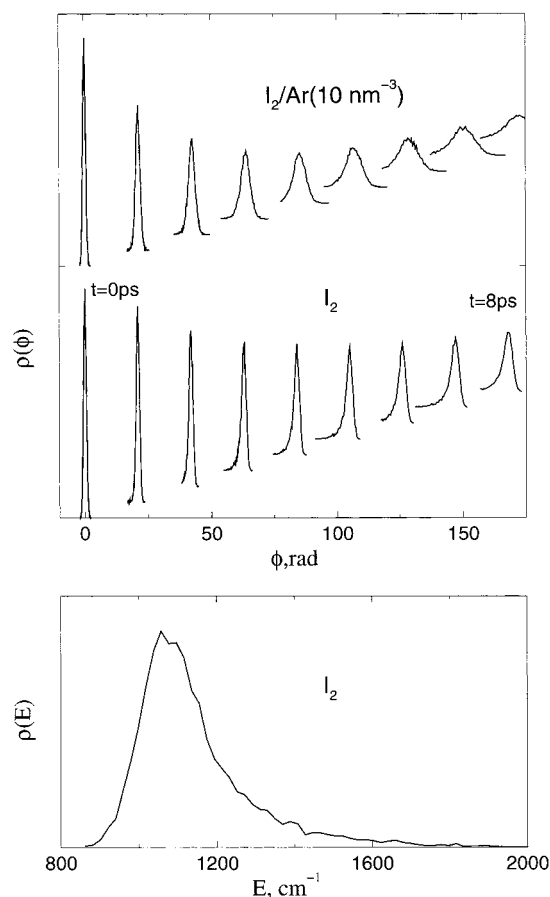 I₂/Ar(10 nm⁻³)
t=0ps
I₂
t=8ps
ρ(φ)
0 50 100 150
ϕ,rad
I₂
ρ(E)
800 1200 1600 2000
E, cm⁻¹